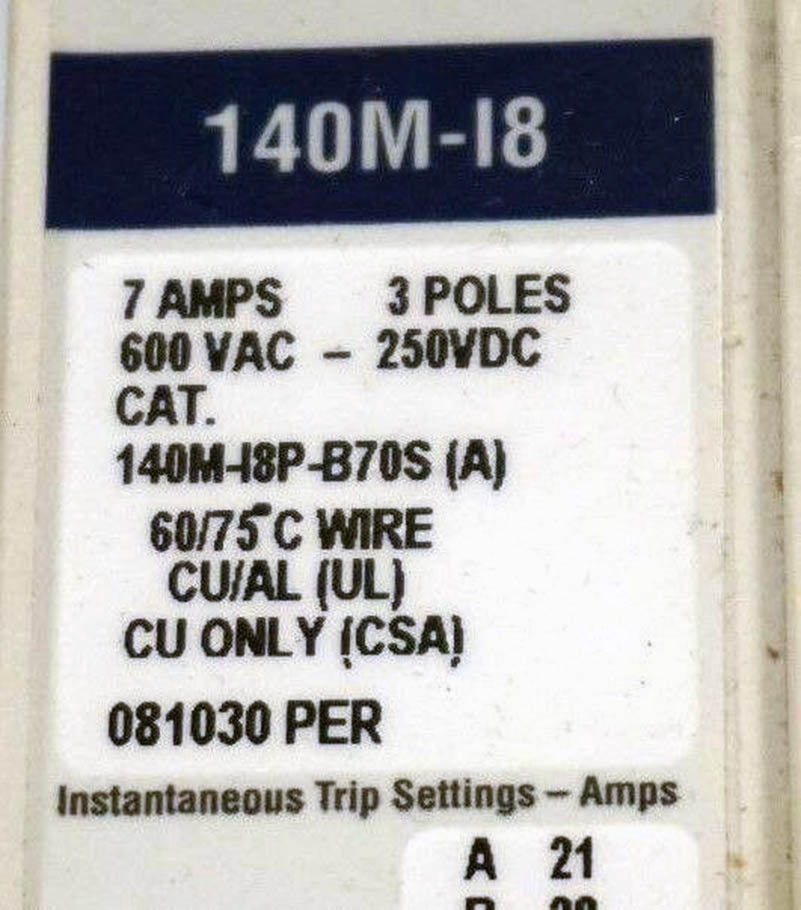 140M-I8
7 AMPS 3 POLES
600 VAC - 250VDC
CAT.
140M-I8P-B70S (A)
60/75°C WIRE
CU/AL (UL)
CU ONLY (CSA)
081030 PER
Instantaneous Trip Settings – Amps
A 21